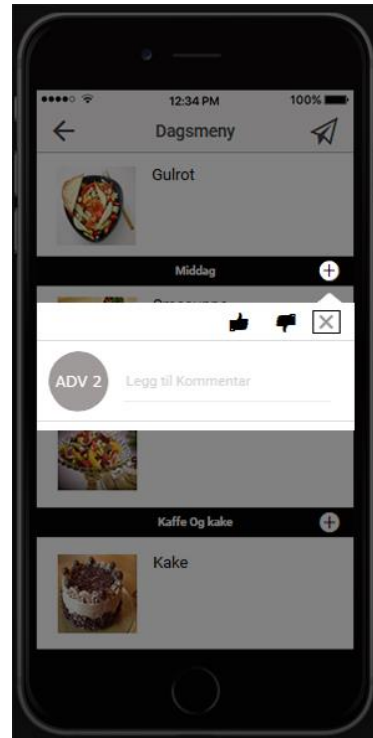 12:34 PM
100%
Dagsmeny
Gulrot
Middag
ADV 2
Legg til Kommentar
Kaffe Og kake
Kake